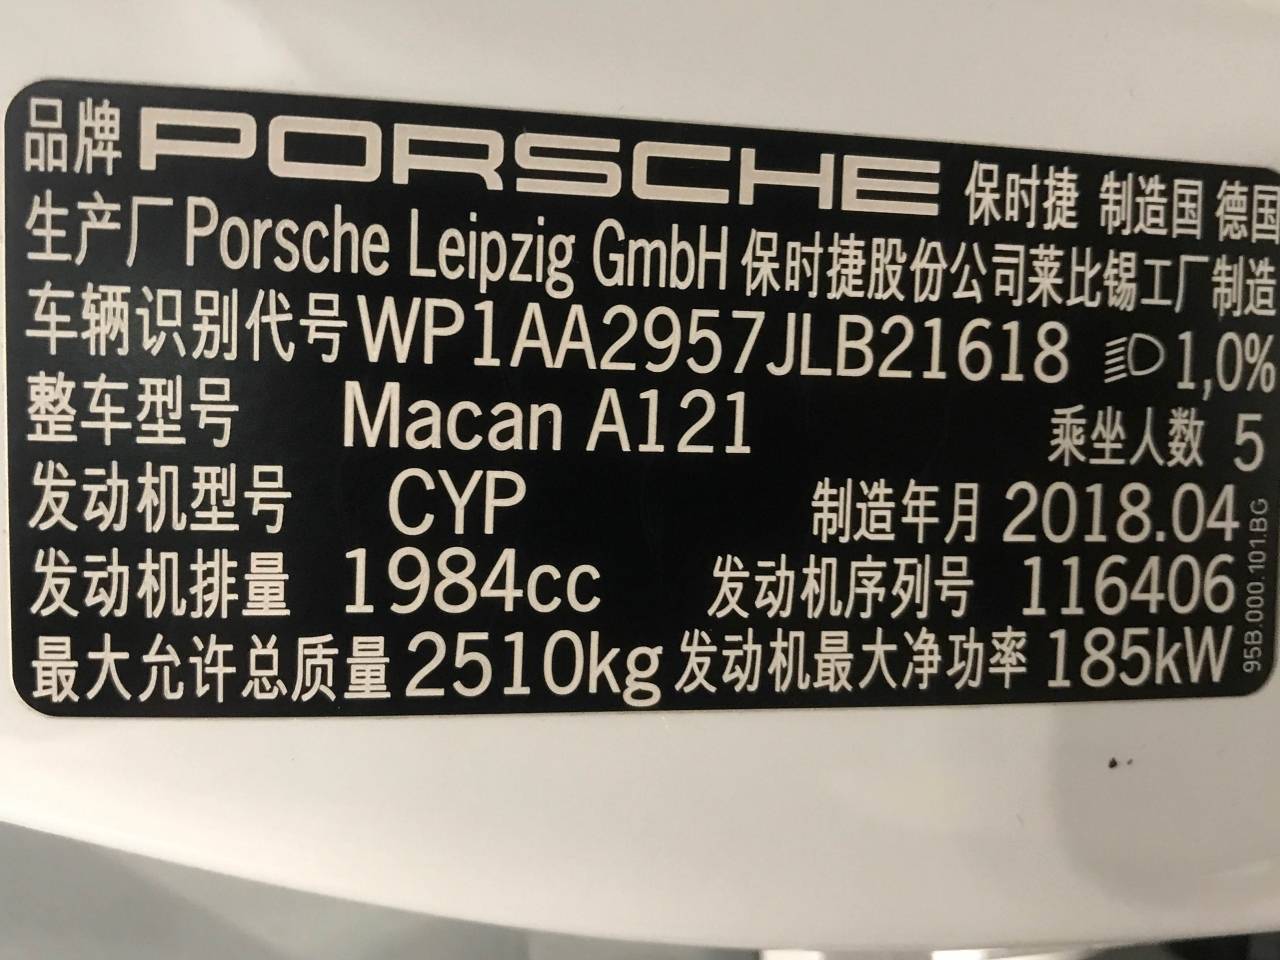 品牌 PORSCHE 保时捷 制造国 德国
生产厂 Porsche Leipzig GmbH 保时捷股份公司莱比锡工厂制造
车辆识别代号 WP1AA2957JLB21618 1,0%
整车型号 Macan A121 乘坐人数 5
发动机型号 CYP 制造年月 2018.04
发动机排量 1984cc 发动机序列号 116406
最大允许总质量 2510kg 发动机最大净功率 185kW
95B.000.101.BG